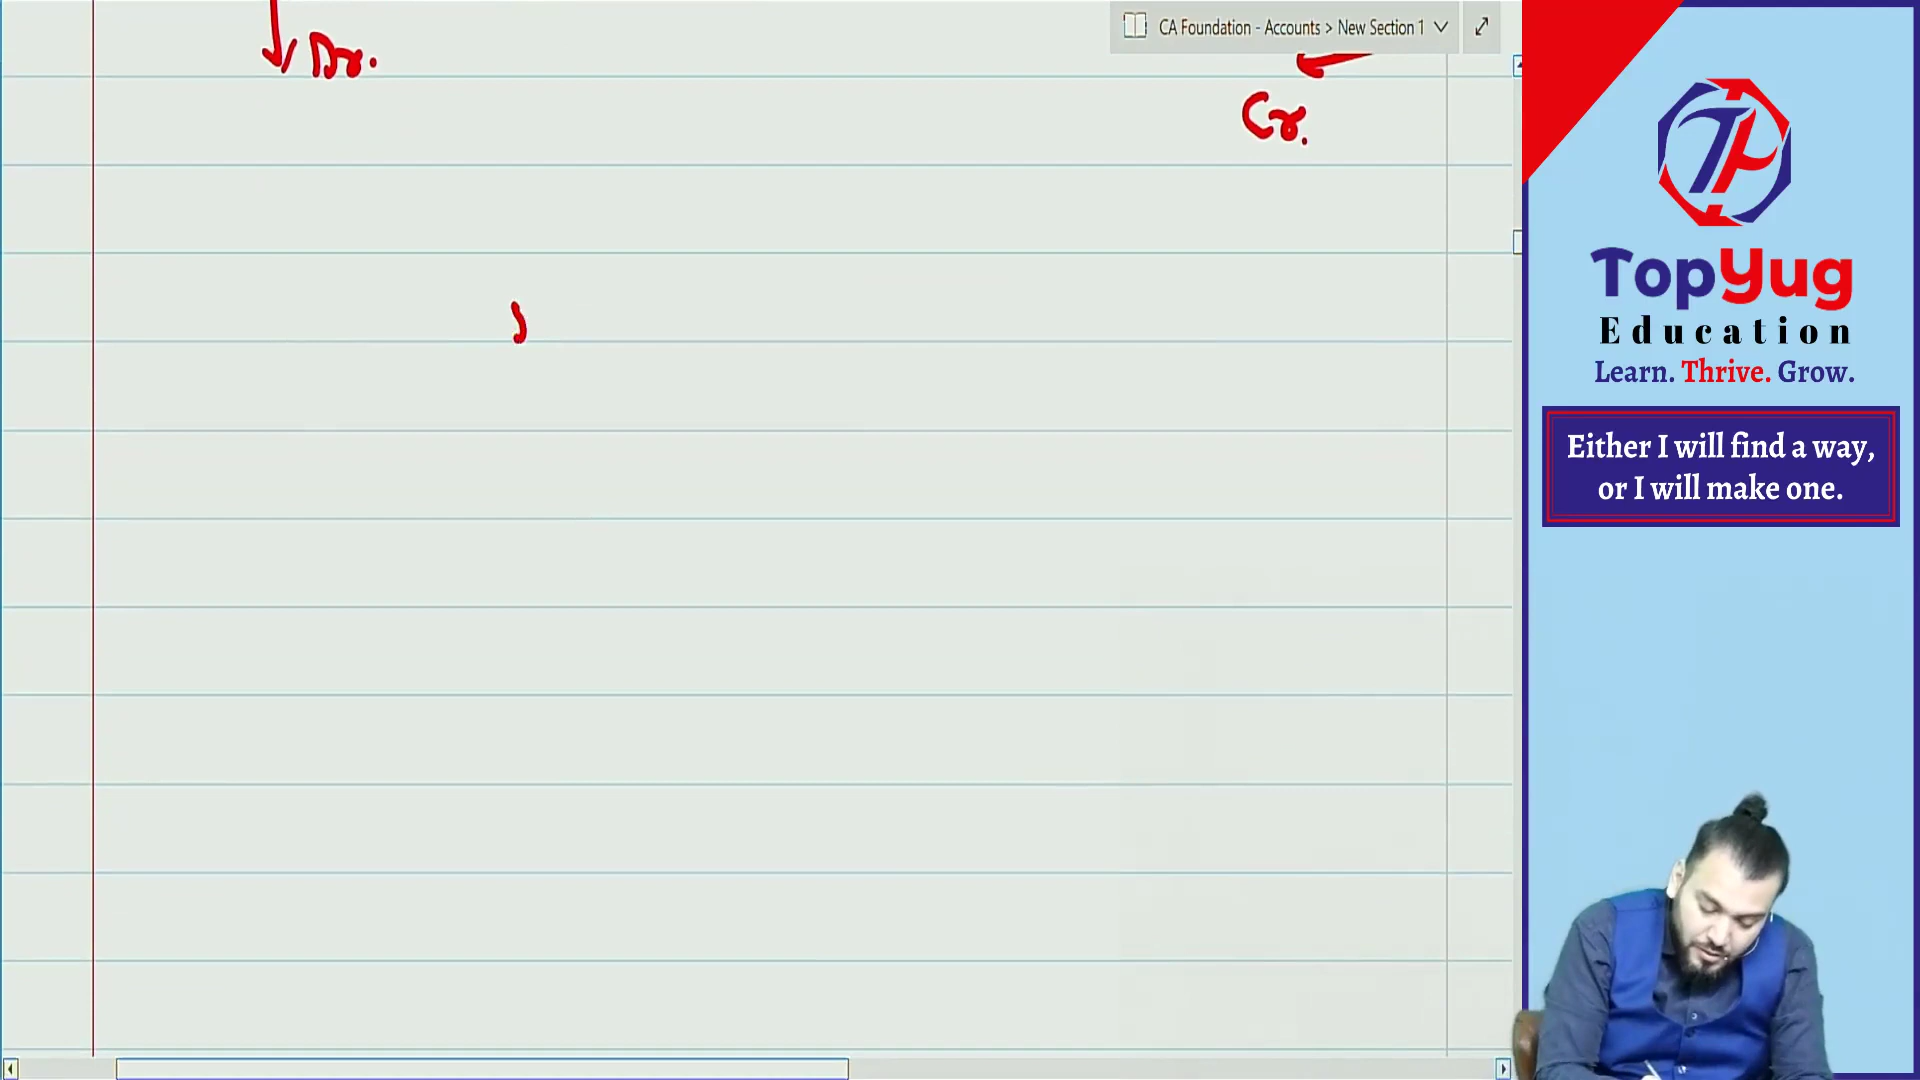 CA Foundation - Accounts > New Section 1
Dr.
Cr.
TopYug
Education
Learn. Thrive. Grow.
Either I will find a way,
or I will make one.